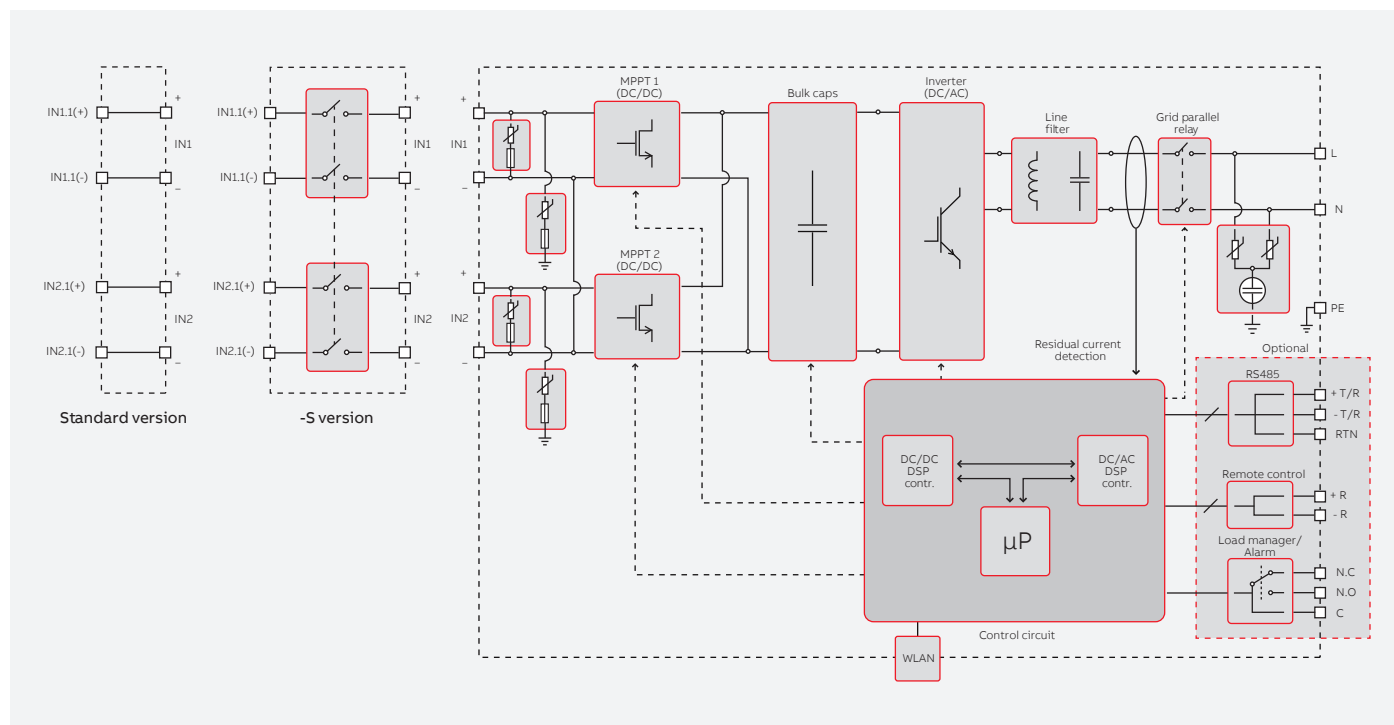 IN1.1(+)
+
IN1
IN1.1(-)
–
IN2.1(+)
+
IN2
IN2.1(-)
–
Standard version
IN1.1(+)
+
IN1
IN1.1(-)
–
IN2.1(+)
+
IN2
IN2.1(-)
–
-S version
+
IN1
–
+
IN2
–
MPPT 1
(DC/DC)
MPPT 2
(DC/DC)
Bulk caps
Inverter
(DC/AC)
Line
filter
Grid parallel
relay
L
N
PE
Residual current
detection
Optional
RS485
+ T/R
- T/R
RTN
Remote control
+ R
- R
Load manager/
Alarm
N.C
N.O
C
DC/DC
DSP
contr.
DC/AC
DSP
contr.
µP
Control circuit
WLAN